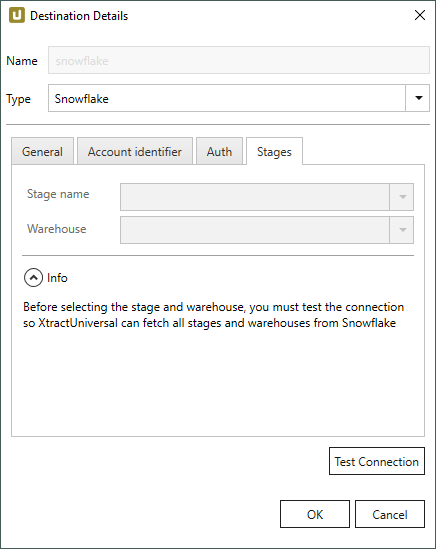 Destination Details
Name
snowflake
Type
Snowflake
General
Account identifier
Auth
Stages
Stage name
Warehouse
Info
Before selecting the stage and warehouse, you must test the connection
so XtractUniversal can fetch all stages and warehouses from Snowflake
Test Connection
OK
Cancel